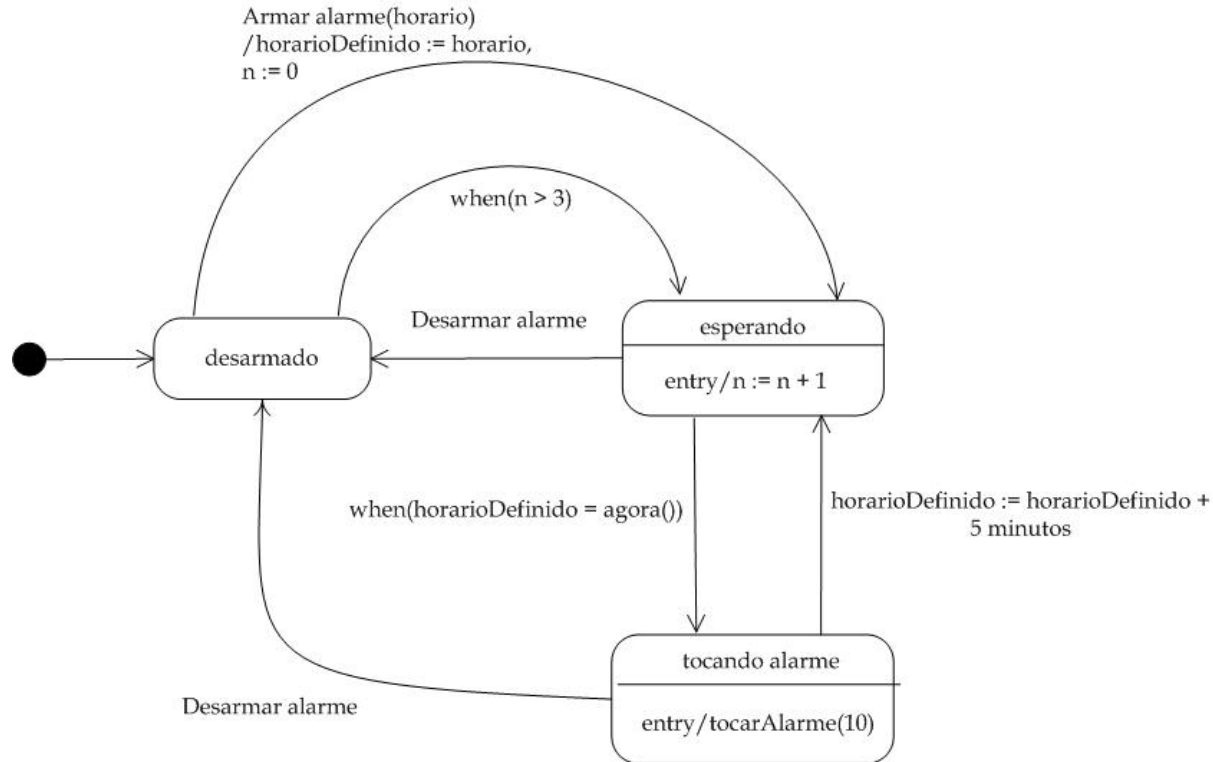 Armar alarme(horario)
/horarioDefinido := horario,
n := 0
when(n > 3)
Desarmar alarme
esperando
desarmado
entry/n := n + 1
when(horarioDefinido = agora())
horarioDefinido := horarioDefinido +
5 minutos
tocando alarme
Desarmar alarme
entry/tocarAlarme(10)